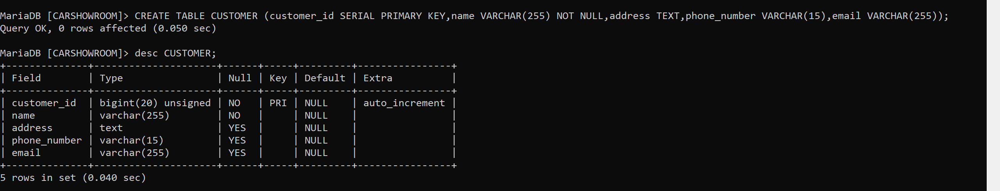 MariaDB [CARSHOWROOM]> CREATE TABLE CUSTOMER (customer_id SERIAL PRIMARY KEY,name VARCHAR(255) NOT NULL,address TEXT,phone_number VARCHAR(15),email VARCHAR(255));
Query OK, 0 rows affected (0.050 sec)

MariaDB [CARSHOWROOM]> desc CUSTOMER;
+--------------+---------------------+------+-----+---------+----------------+
| Field        | Type                | Null | Key | Default | Extra          |
+--------------+---------------------+------+-----+---------+----------------+
| customer_id  | bigint(20) unsigned | NO   | PRI | NULL    | auto_increment |
| name         | varchar(255)        | NO   |     | NULL    |                |
| address      | text                | YES  |     | NULL    |                |
| phone_number | varchar(15)         | YES  |     | NULL    |                |
| email        | varchar(255)        | YES  |     | NULL    |                |
+--------------+---------------------+------+-----+---------+----------------+
5 rows in set (0.040 sec)